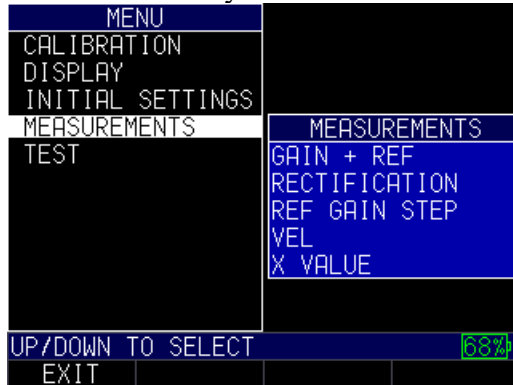 MENU
CALIBRATION
DISPLAY
INITIAL SETTINGS
MEASUREMENTS
TEST
MEASUREMENTS
GAIN + REF
RECTIFICATION
REF GAIN STEP
VEL
X VALUE
UP/DOWN TO SELECT
68%
EXIT